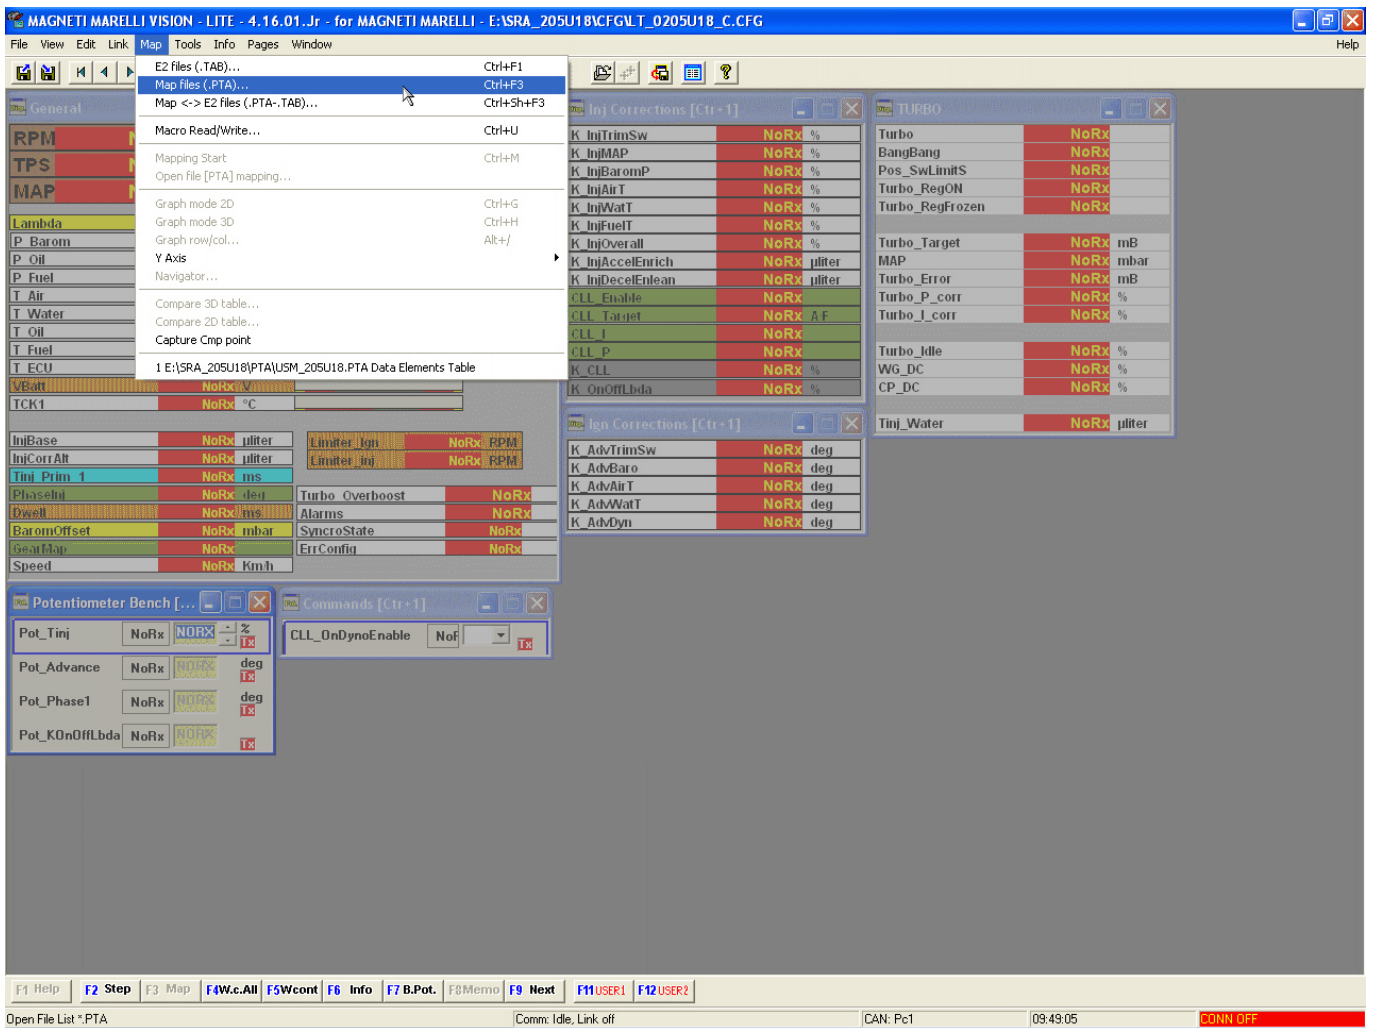 MAGNETI MARELLI VISION - LITE - 4.16.01.Jr - for MAGNETI MARELLI - E:\SRA_205U18\CFG\LT_0205U18_C.CFG
File View Edit Link Map Tools Info Pages Window Help
E2 files (.TAB)... Ctrl+F1
Map files (.PTA)... Ctrl+F3
Map <-> E2 files (.PTA-.TAB)... Ctrl+Sh+F3
Macro Read/Write... Ctrl+U
Mapping Start Ctrl+M
Open file [PTA] mapping...
Graph mode 2D Ctrl+G
Graph mode 3D Ctrl+H
Graph row/col... Alt+/
Y Axis
Navigator...
Compare 3D table...
Compare 2D table...
Capture Cmp point
1 E:\SRA_205U18\PTA\USM_205U18.PTA Data Elements Table
General
RPM N
TPS N
MAP N
Lambda
P_Barom
P_Oil
P_Fuel
T_Air
T_Water
T_Oil
T_Fuel
T_ECU
VBatt NoRx V
TCK1 NoRx °C
InjBase NoRx µliter
InjCorrAlt NoRx µliter
Tinj_Prim_1 NoRx ms
PhaseInj NoRx deg
Dwell NoRx ms
BaromOffset NoRx mbar
GearMap NoRx
Speed NoRx Km/h
Limiter_Ign NoRx RPM
Limiter_inj NoRx RPM
Turbo_Overboost NoRx
Alarms NoRx
SyncroState NoRx
ErrConfig NoRx
Inj Corrections [Ctr+1]
K_InjTrimSw NoRx %
K_InjMAP NoRx %
K_InjBaromP NoRx %
K_InjAirT NoRx %
K_InjWatT NoRx %
K_InjFuelT NoRx %
K_InjOverall NoRx %
K_InjAccelEnrich NoRx µliter
K_InjDecelEnlean NoRx µliter
CLL_Enable NoRx
CLL_Target NoRx A/F
CLL_I NoRx
CLL_P NoRx
K_CLL NoRx %
K_OnOffLbda NoRx %
Ign Corrections [Ctr+1]
K_AdvTrimSw NoRx deg
K_AdvBaro NoRx deg
K_AdvAirT NoRx deg
K_AdvWatT NoRx deg
K_AdvDyn NoRx deg
TURBO
Turbo NoRx
BangBang NoRx
Pos_SwLimitS NoRx
Turbo_RegON NoRx
Turbo_RegFrozen NoRx
Turbo_Target NoRx mB
MAP NoRx mbar
Turbo_Error NoRx mB
Turbo_P_corr NoRx %
Turbo_I_corr NoRx %
Turbo_Idle NoRx %
WG_DC NoRx %
CP_DC NoRx %
Tinj_Water NoRx µliter
Potentiometer Bench [...
Pot_Tinj NoRx NORX % Tx
Pot_Advance NoRx NORX deg Tx
Pot_Phase1 NoRx NORX deg Tx
Pot_KOnOffLbda NoRx NORX Tx
Commands [Ctr+1]
CLL_OnDynoEnable NoF Tx
F1 Help F2 Step F3 Map F4W.c.All F5Wcont F6 Info F7 B.Pot. F8Memo F9 Next F11USER1 F12USER2
Open File List *.PTA Comm: Idle, Link off CAN: Pc1 09:49:05 CONN OFF